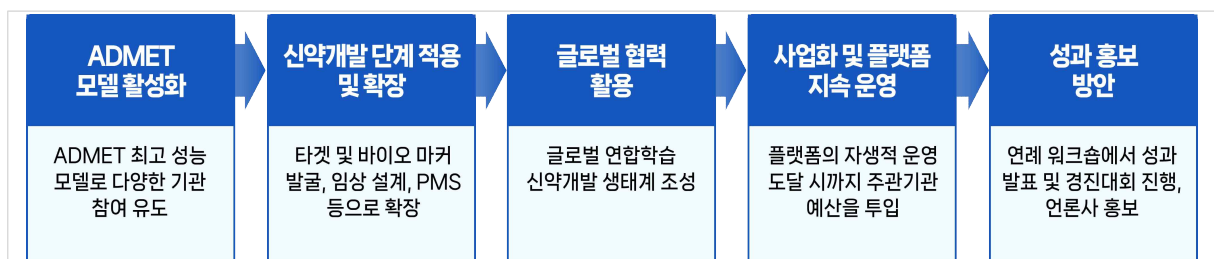 ADMET
모델 활성화
ADMET 최고 성능
모델로 다양한 기관
참여 유도
신약개발 단계 적용
및 확장
타겟 및 바이오 마커
발굴, 임상 설계, PMS
등으로 확장
글로벌 협력
활용
글로벌 연합학습
신약개발 생태계 조성
사업화 및 플랫폼
지속 운영
플랫폼의 자생적 운영
도달 시까지 주관기관
예산을 투입
성과 홍보
방안
연례 워크숍에서 성과
발표 및 경진대회 진행,
언론사 홍보